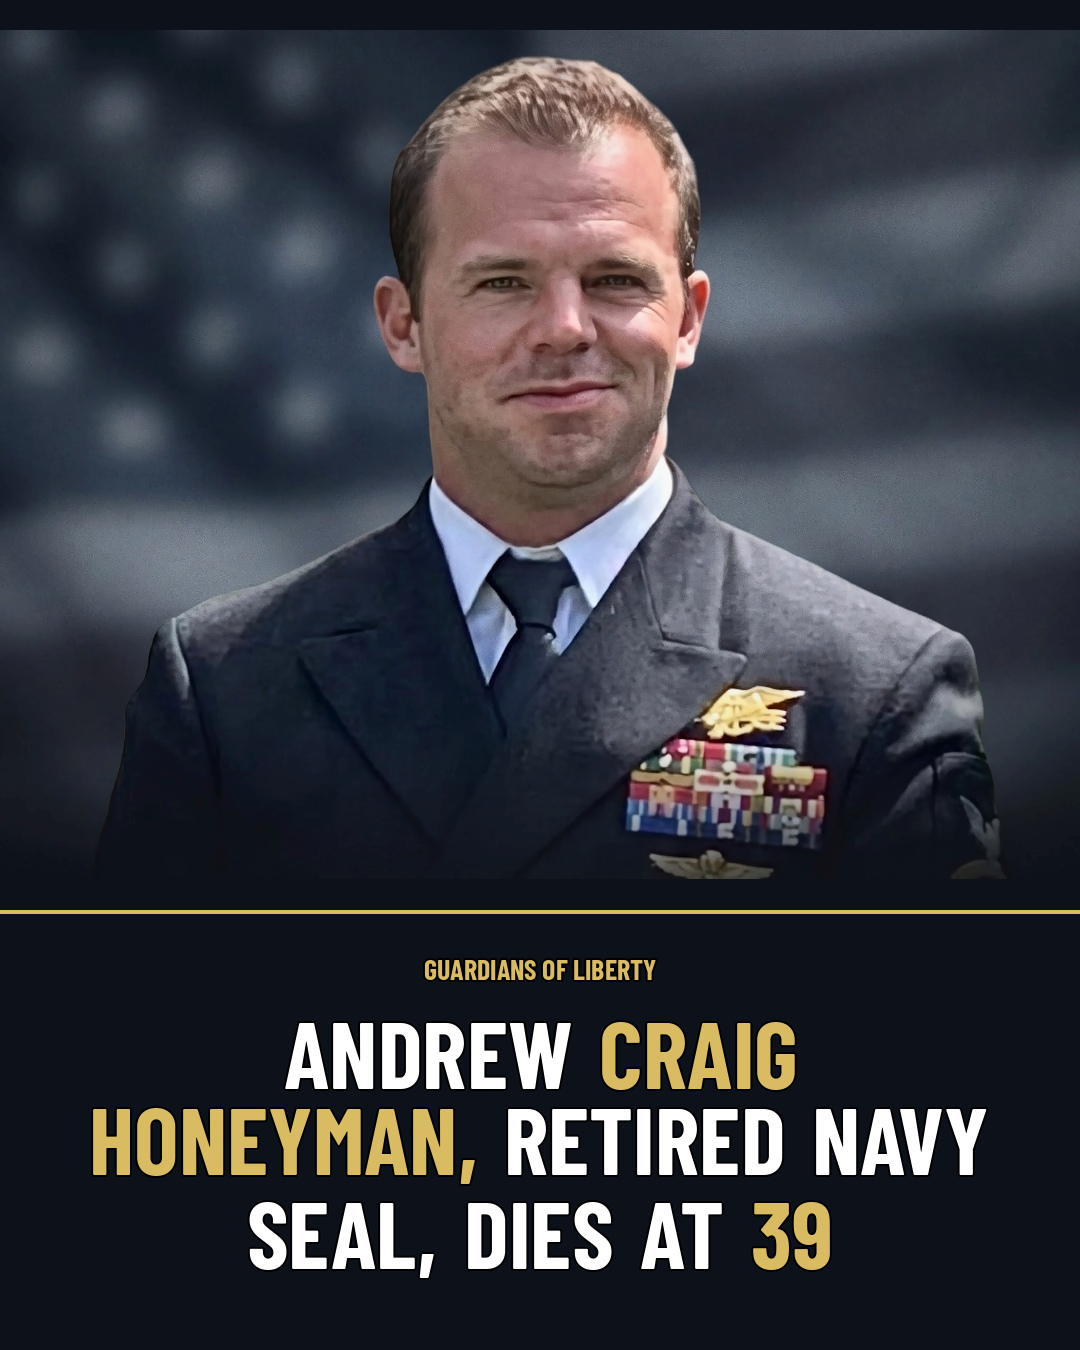 GUARDIANS OF LIBERTY
ANDREW CRAIG
HONEYMAN, RETIRED NAVY
SEAL, DIES AT 39